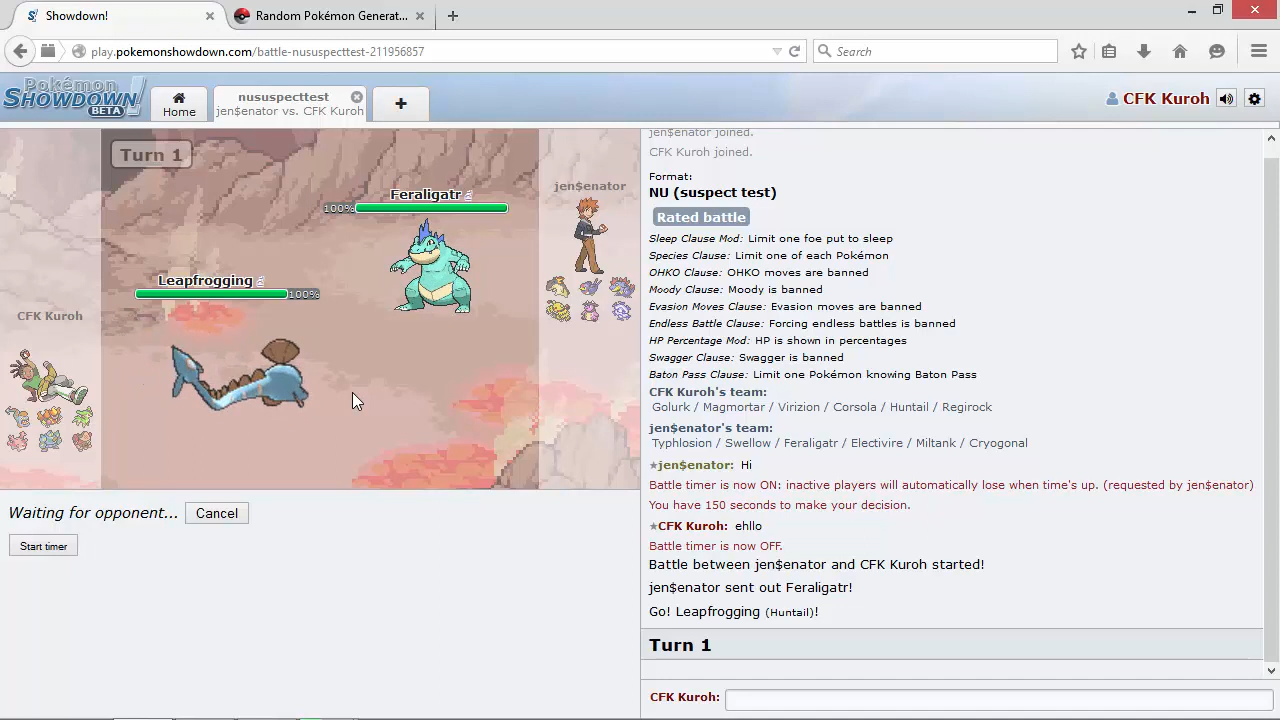 Showdown!
Random Pokémon Generat...
play.pokemonshowdown.com/battle-nususpecttest-211956857
Search
Pokémon
SHOWDOWN!
BETA
Home
nususpecttest
jen$enator vs. CFK Kuroh
CFK Kuroh
Turn 1
Feraligatr
100%
Leapfrogging
100%
CFK Kuroh
jen$enator
Waiting for opponent...
Cancel
Start timer
jen$enator joined.
CFK Kuroh joined.
Format:
NU (suspect test)
Rated battle
Sleep Clause Mod: Limit one foe put to sleep
Species Clause: Limit one of each Pokémon
OHKO Clause: OHKO moves are banned
Moody Clause: Moody is banned
Evasion Moves Clause: Evasion moves are banned
Endless Battle Clause: Forcing endless battles is banned
HP Percentage Mod: HP is shown in percentages
Swagger Clause: Swagger is banned
Baton Pass Clause: Limit one Pokémon knowing Baton Pass
CFK Kuroh's team:
Golurk / Magmortar / Virizion / Corsola / Huntail / Regirock
jen$enator's team:
Typhlosion / Swellow / Feraligatr / Electivire / Miltank / Cryogonal
★jen$enator: Hi
Battle timer is now ON: inactive players will automatically lose when time's up. (requested by jen$enator)
You have 150 seconds to make your decision.
★CFK Kuroh: ehllo
Battle timer is now OFF.
Battle between jen$enator and CFK Kuroh started!
jen$enator sent out Feraligatr!
Go! Leapfrogging (Huntail)!
Turn 1
CFK Kuroh: